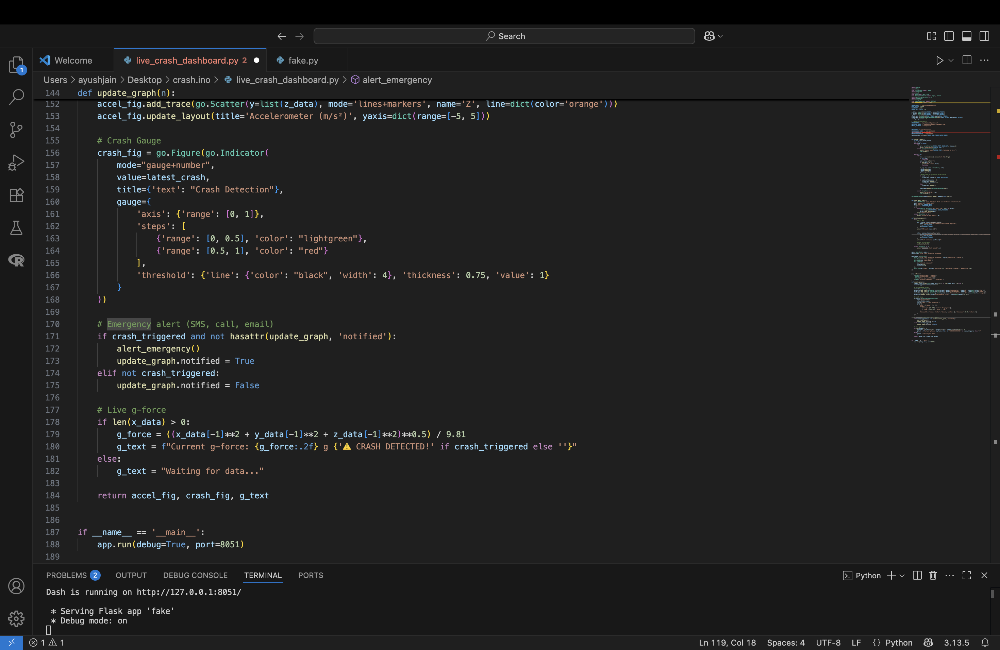 Search
Welcome
live_crash_dashboard.py 2
fake.py
1
Users > ayushjain > Desktop > crash.ino > live_crash_dashboard.py > alert_emergency
144 def update_graph(n):
152 accel_fig.add_trace(go.Scatter(y=list(z_data), mode='lines+markers', name='Z', line=dict(color='orange')))
153 accel_fig.update_layout(title='Accelerometer (m/s²)', yaxis=dict(range=[-5, 5]))
154
155 # Crash Gauge
156 crash_fig = go.Figure(go.Indicator(
157 mode="gauge+number",
158 value=latest_crash,
159 title={'text': "Crash Detection"},
160 gauge={
161 'axis': {'range': [0, 1]},
162 'steps': [
163 {'range': [0, 0.5], 'color': "lightgreen"},
164 {'range': [0.5, 1], 'color': "red"}
165 ],
166 'threshold': {'line': {'color': "black", 'width': 4}, 'thickness': 0.75, 'value': 1}
167 }
168 ))
169
170 # Emergency alert (SMS, call, email)
171 if crash_triggered and not hasattr(update_graph, 'notified'):
172 alert_emergency()
173 update_graph.notified = True
174 elif not crash_triggered:
175 update_graph.notified = False
176
177 # Live g-force
178 if len(x_data) > 0:
179 g_force = ((x_data[-1]**2 + y_data[-1]**2 + z_data[-1]**2)**0.5) / 9.81
180 g_text = f"Current g-force: {g_force:.2f} g {'⚠️ CRASH DETECTED!' if crash_triggered else ''}"
181 else:
182 g_text = "Waiting for data..."
183
184 return accel_fig, crash_fig, g_text
185
186
187 if __name__ == '__main__':
188 app.run(debug=True, port=8051)
189
PROBLEMS 2 OUTPUT DEBUG CONSOLE TERMINAL PORTS
Python
Dash is running on http://127.0.0.1:8051/
* Serving Flask app 'fake'
* Debug mode: on
1 1
Ln 119, Col 18 Spaces: 4 UTF-8 LF {} Python 3.13.5